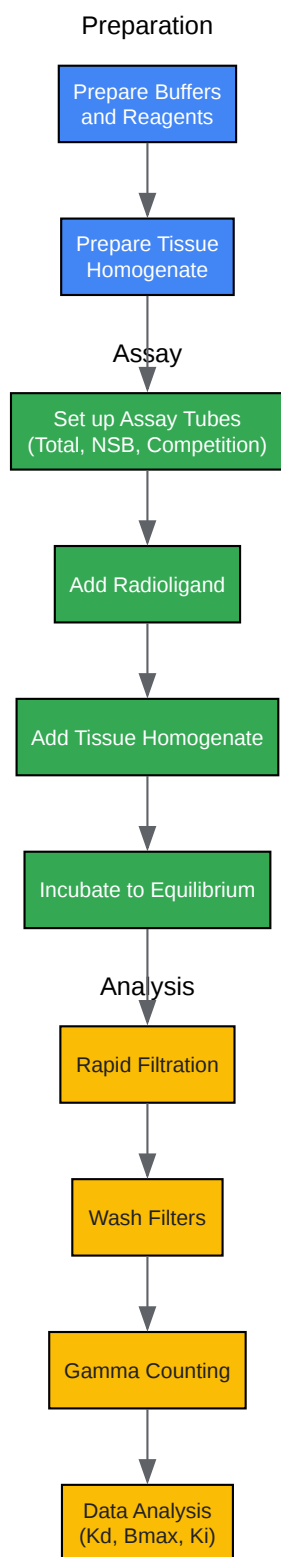 Preparation
Prepare Buffers
and Reagents
Prepare Tissue
Homogenate
Assay
Set up Assay Tubes
(Total, NSB, Competition)
Add Radioligand
Add Tissue Homogenate
Incubate to Equilibrium
Analysis
Rapid Filtration
Wash Filters
Gamma Counting
Data Analysis
(Kd, Bmax, Ki)